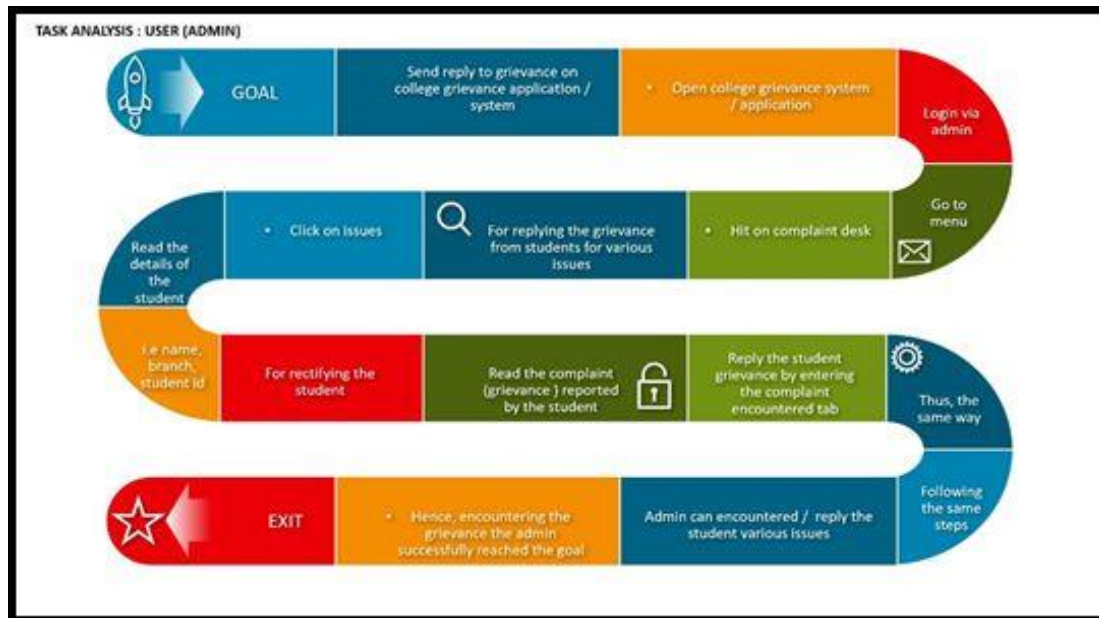 TASK ANALYSIS : USER (ADMIN)
GOAL
Send reply to grievance on
college grievance application /
system
• Open college grievance system
/ application
Login via
admin
Go to
menu
• Hit on complaint desk
For replying the grievance
from students for various
issues
• Click on issues
Read the
details of
the
student
i.e name,
branch,
student id
For rectifying the
student
Read the complaint
(grievance ) reported
by the student
Reply the student
grievance by entering
the complaint
encountered tab
Thus, the
same way
Following
the same
steps
Admin can encountered / reply the
student various issues
• Hence, encountering the
grievance the admin
successfully reached the goal
EXIT